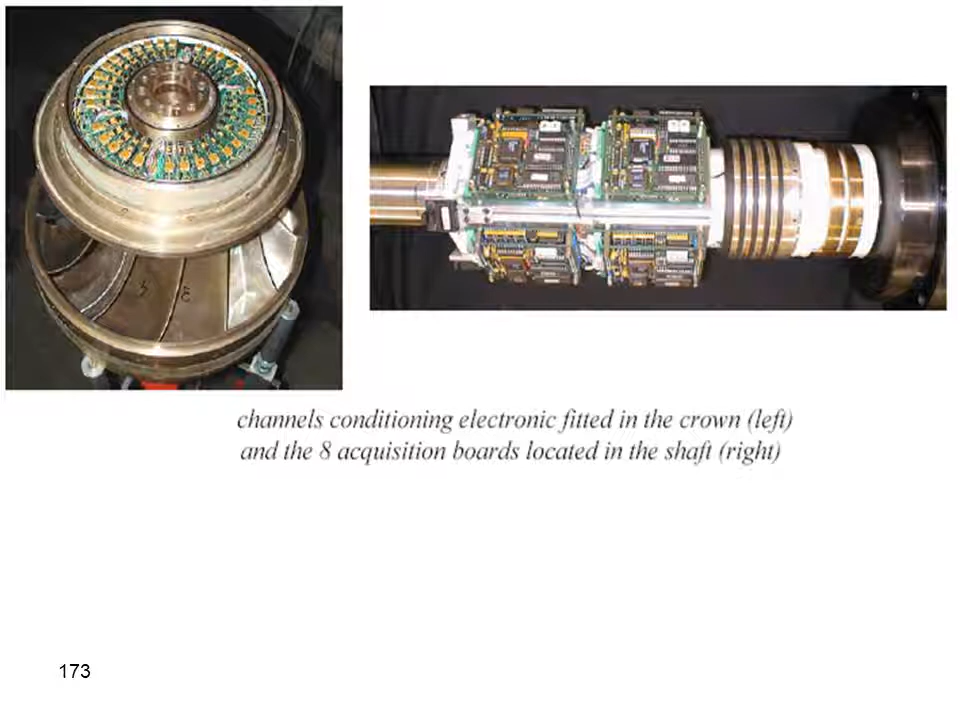 channels conditioning electronic fitted in the crown (left)
and the 8 acquisition boards located in the shaft (right)
173